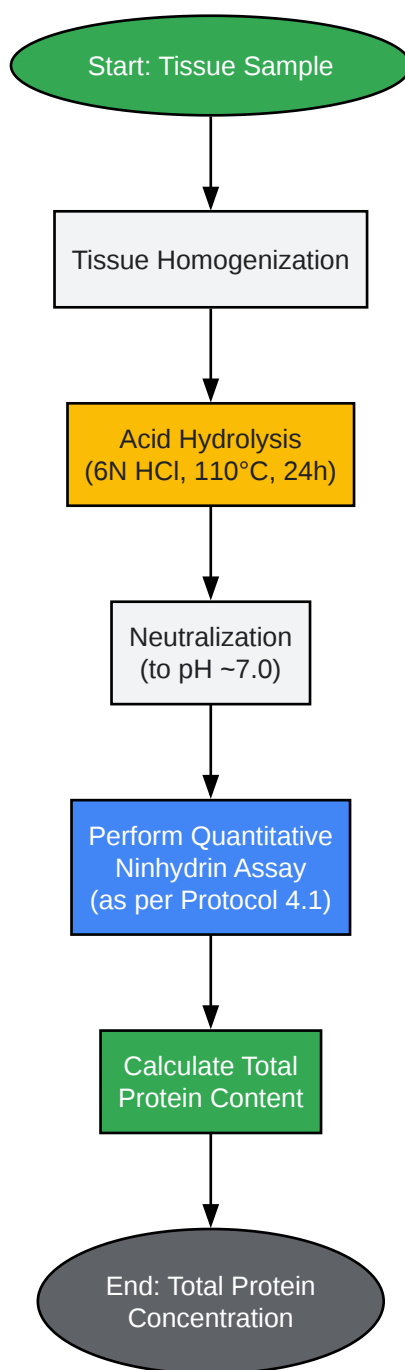 Start: Tissue Sample
Tissue Homogenization
Acid Hydrolysis
(6N HCl, 110°C, 24h)
Neutralization
(to pH ~7.0)
Perform Quantitative
Ninhydrin Assay
(as per Protocol 4.1)
Calculate Total
Protein Content
End: Total Protein
Concentration